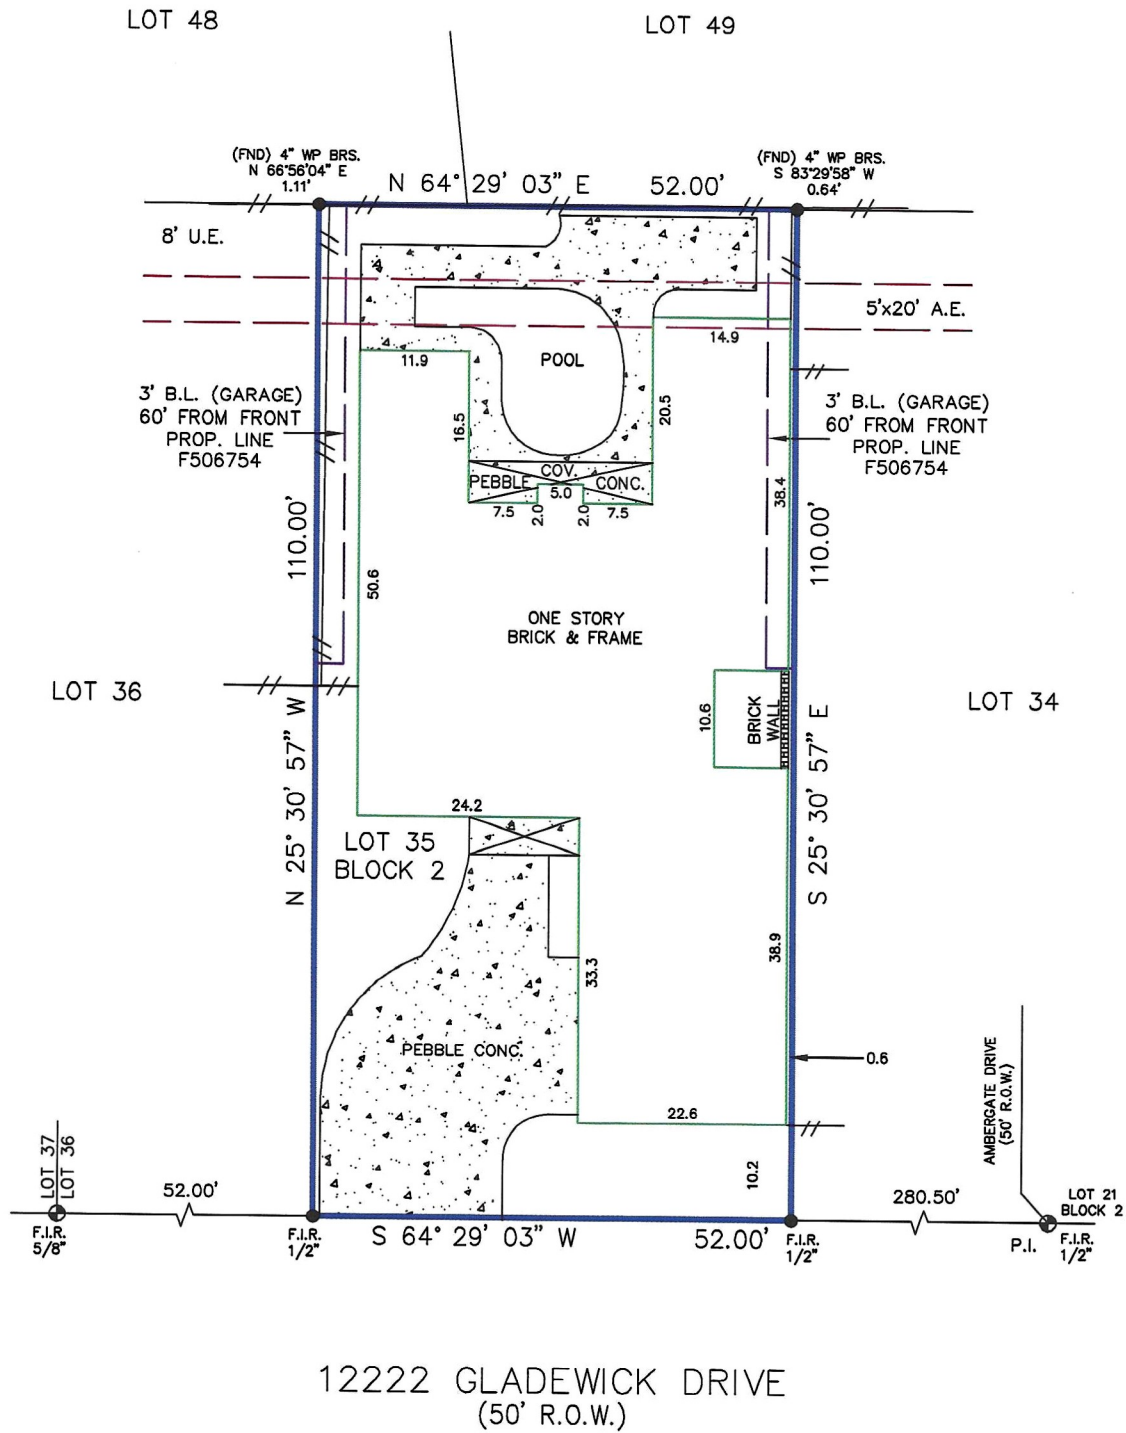 LOT 48
LOT 49
(FND) 4" WP BRS.
N 66°56'04" E
1.11'
(FND) 4" WP BRS.
S 83°29'58" W
0.64'
N 64° 29' 03" E
52.00'
8' U.E.
5'x20' A.E.
14.9
11.9
POOL
3' B.L. (GARAGE)
60' FROM FRONT
PROP. LINE
F506754
3' B.L. (GARAGE)
60' FROM FRONT
PROP. LINE
F506754
16.5
20.5
COV.
PEBBLE
CONC.
5.0
7.5
2.0
2.0
7.5
38.4
110.00'
110.00'
50.6
ONE STORY
BRICK & FRAME
LOT 36
LOT 34
10.6
BRICK
WALL
N 25° 30' 57" W
S 25° 30' 57" E
24.2
LOT 35
BLOCK 2
38.9
33.3
PEBBLE CONC.
0.6
22.6
10.2
AMBERGATE DRIVE
(50' R.O.W.)
LOT 37
LOT 36
52.00'
280.50'
LOT 21
BLOCK 2
F.I.R.
5/8"
F.I.R.
1/2"
S 64° 29' 03" W
52.00'
F.I.R.
1/2"
P.I.
F.I.R.
1/2"
12222 GLADEWICK DRIVE
(50' R.O.W.)